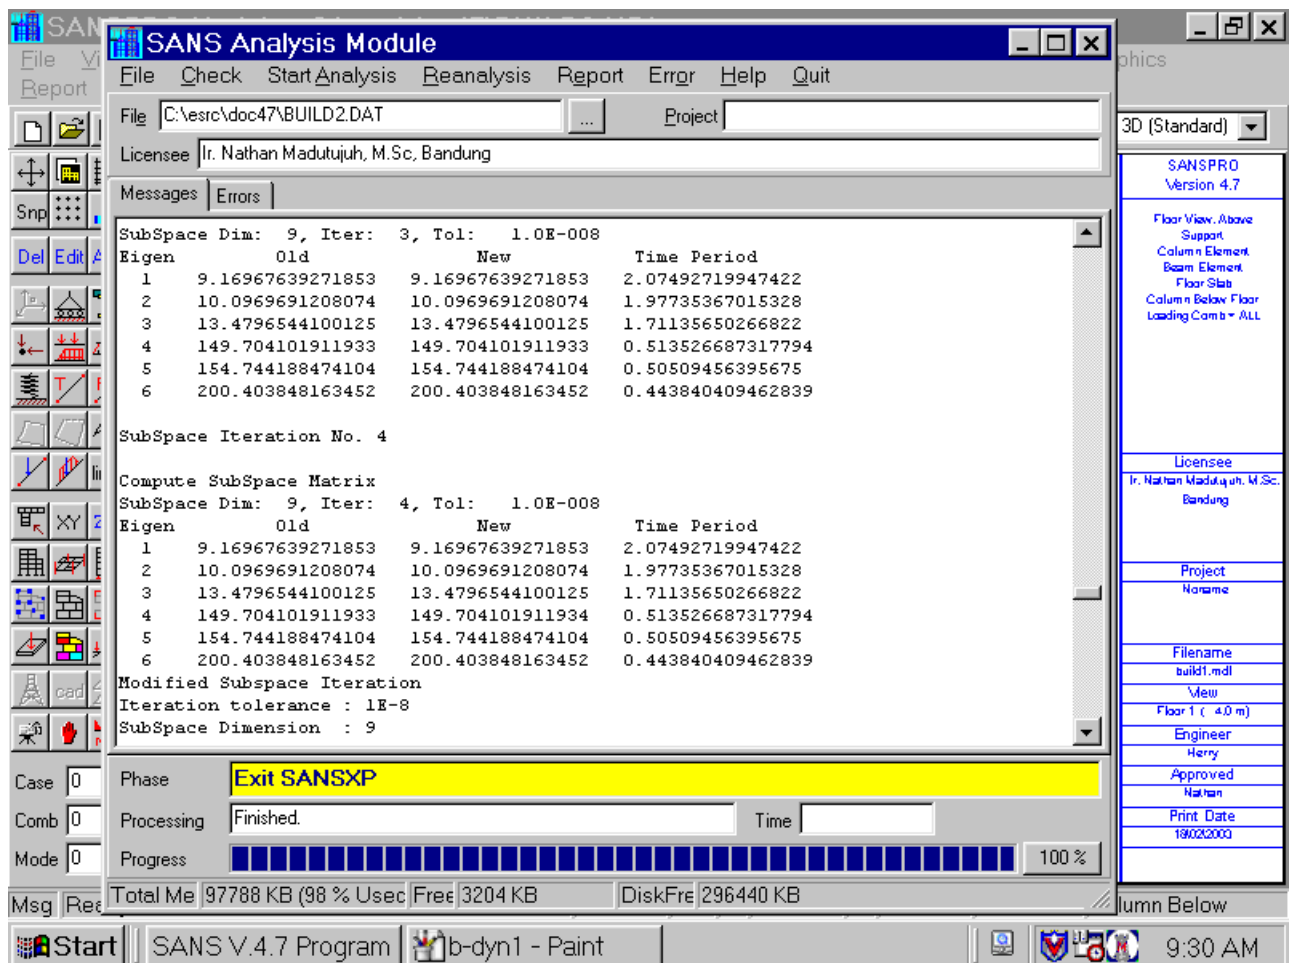 SANS Analysis Module
File Check Start Analysis Reanalysis Report Error Help Quit
File C:\esrc\doc47\BUILD2.DAT ... Project
Licensee Ir. Nathan Madutujuh, M.Sc, Bandung
Messages Errors
SubSpace Dim: 9, Iter: 3, Tol: 1.0E-008
Eigen Old New Time Period
1 9.16967639271853 9.16967639271853 2.07492719947422
2 10.0969691208074 10.0969691208074 1.97735367015328
3 13.4796544100125 13.4796544100125 1.71135650266822
4 149.704101911933 149.704101911933 0.513526687317794
5 154.744188474104 154.744188474104 0.50509456395675
6 200.403848163452 200.403848163452 0.443840409462839
SubSpace Iteration No. 4
Compute SubSpace Matrix
SubSpace Dim: 9, Iter: 4, Tol: 1.0E-008
Eigen Old New Time Period
1 9.16967639271853 9.16967639271853 2.07492719947422
2 10.0969691208074 10.0969691208074 1.97735367015328
3 13.4796544100125 13.4796544100125 1.71135650266822
4 149.704101911933 149.704101911934 0.513526687317794
5 154.744188474104 154.744188474104 0.50509456395675
6 200.403848163452 200.403848163452 0.443840409462839
Modified Subspace Iteration
Iteration tolerance : 1E-8
SubSpace Dimension : 9
Phase Exit SANSXP
Processing Finished. Time
Progress 100 %
Total Me 97788 KB (98 % Usec Free 3204 KB DiskFre 296440 KB
File
Report
Snp
Del Edit
XY
cad
Case 0
Comb 0
Mode 0
Msg
phics
3D (Standard)
SANSPRO
Version 4.7
Floor View. Above
Support
Column Element
Beam Element
Floor Slab
Column Below Floor
Loading Comb = ALL
Licensee
Ir. Nathan Madutujuh. M.Sc.
Bandung
Project
Noname
Filename
build1.mdl
View
Floor 1 ( 4.0 m)
Engineer
Herry
Approved
Nathan
Print Date
18/02/2000
lumn Below
Start SANS V.4.7 Program b-dyn1 - Paint 9:30 AM